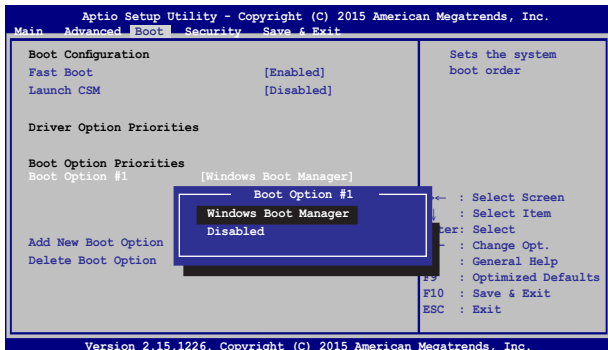 Aptio Setup Utility - Copyright (C) 2015 American Megatrends, Inc.
Main Advanced Boot Security Save & Exit
Boot Configuration
Fast Boot [Enabled]
Launch CSM [Disabled]
Driver Option Priorities
Boot Option Priorities
Boot Option #1 [Windows Boot Manager]
Boot Option #1
Windows Boot Manager
Disabled
Add New Boot Option
Delete Boot Option
Sets the system
boot order
: Select Screen
: Select Item
ter: Select
: Change Opt.
: General Help
F9 : Optimized Defaults
F10 : Save & Exit
ESC : Exit
Version 2.15.1226. Copyright (C) 2015 American Megatrends, Inc.